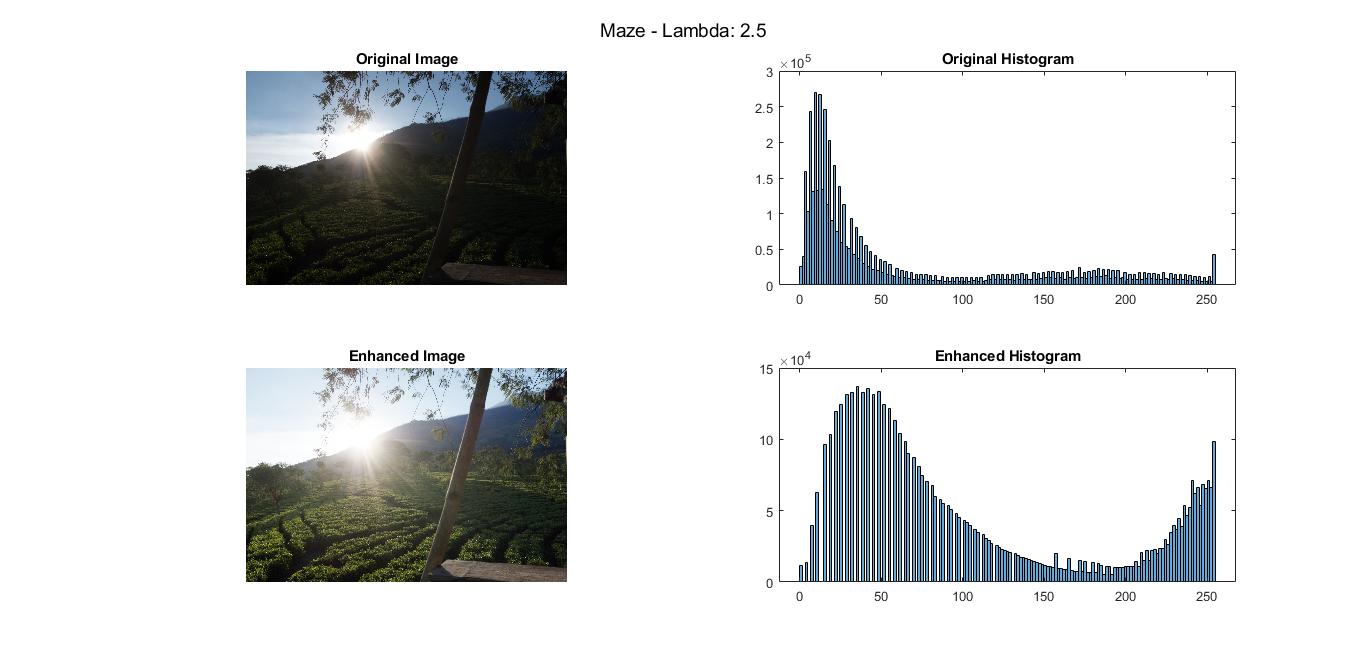 Maze - Lambda: 2.5
Original Image
Original Histogram
×10^5
3
2.5
2
1.5
1
0.5
0
0 50 100 150 200 250
Enhanced Image
Enhanced Histogram
×10^4
15
10
5
0
0 50 100 150 200 250